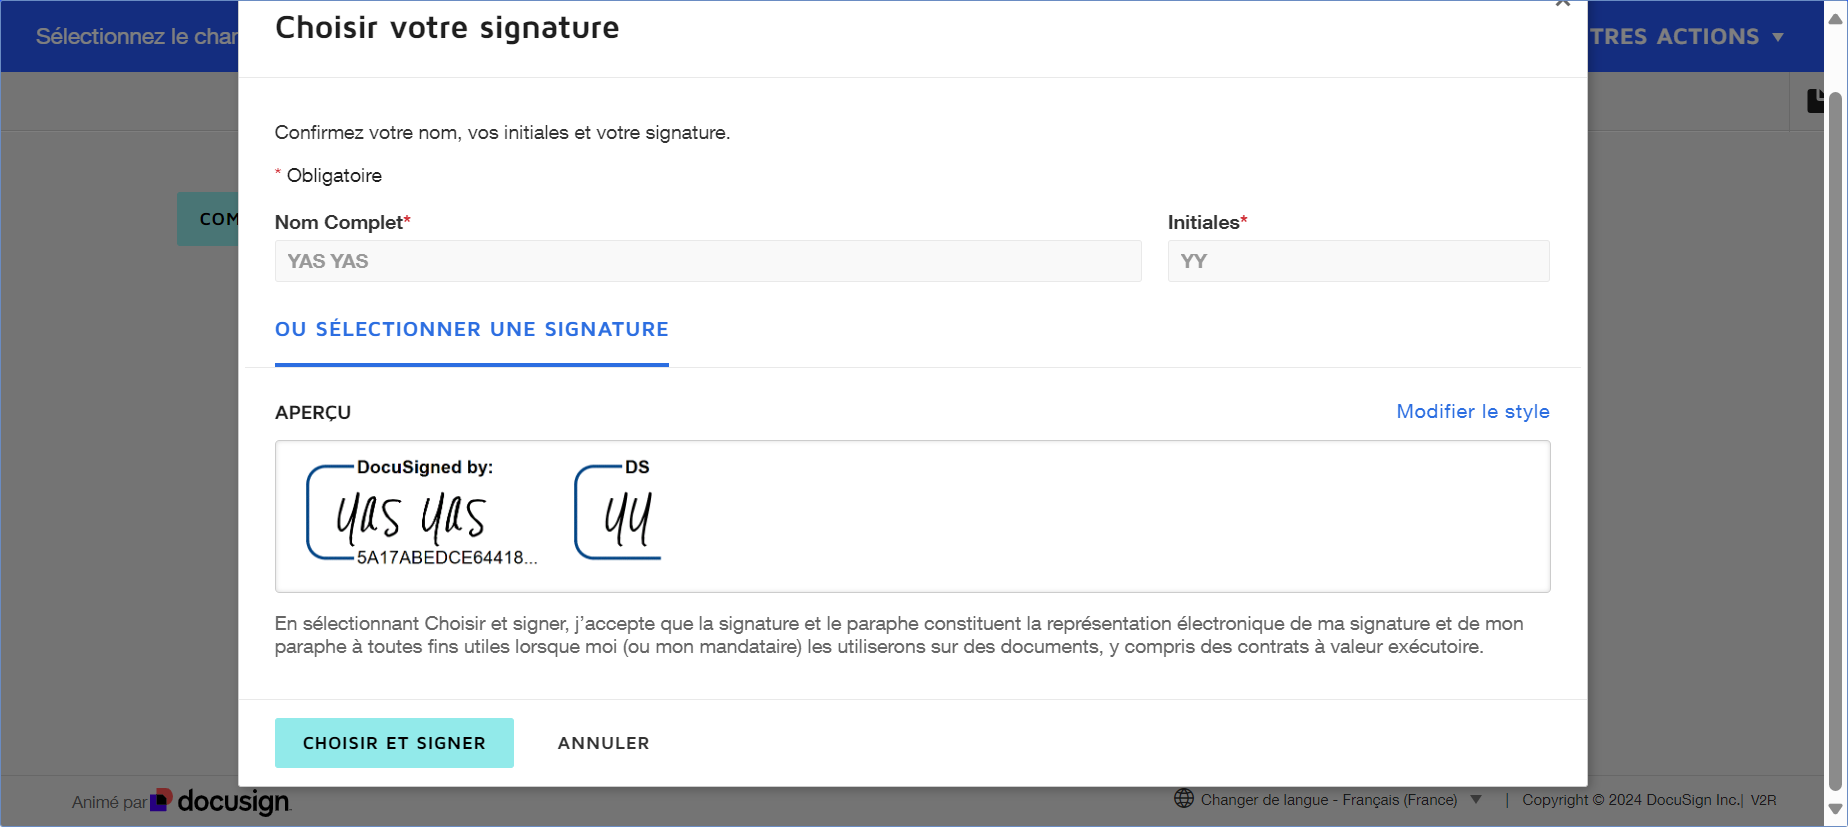 Choisir votre signature
Sélectionnez le
TRES ACTIONS
Confirmez votre nom, vos initiales et votre signature.
* Obligatoire
COM
Nom Complet*
Initiales*
YAS YAS
YY
OU SÉLECTIONNER UNE SIGNATURE
APERÇU
Modifier le style
DocuSigned by:
DS
yas yas
yy
5A17ABEDCE64418...
En sélectionnant Choisir et signer, j’accepte que la signature et le paraphe constituent la représentation électronique de ma signature et de mon
paraphe à toutes fins utiles lorsque moi (ou mon mandataire) les utiliserons sur des documents, y compris des contrats à valeur exécutoire.
CHOISIR ET SIGNER
ANNULER
Animé par docusign
Changer de langue - Français (France) ▼ | Copyright © 2024 DocuSign Inc.| V2R